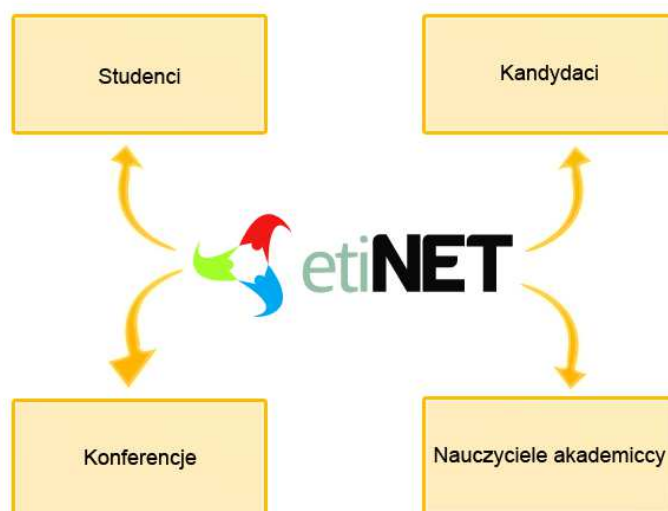 Studenci
Kandydaci
etiNET
Konferencje
Nauczyciele akademiccy